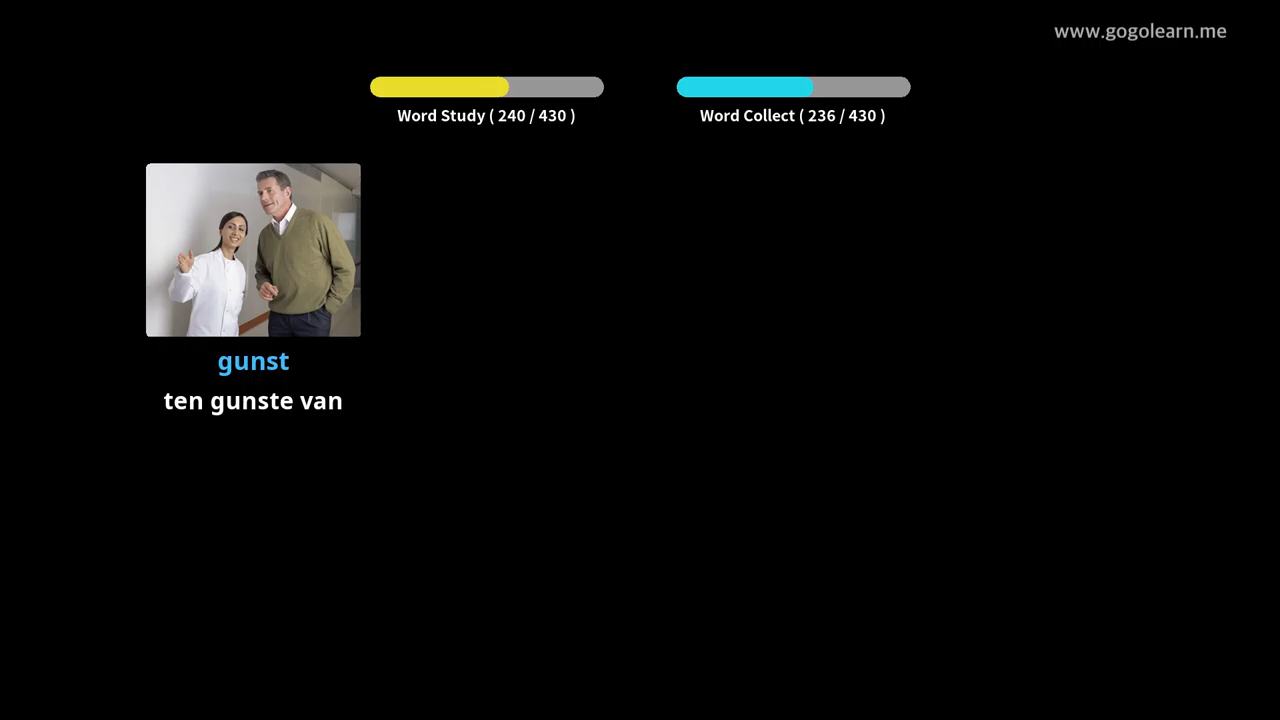 www.gogolearn.me
Word Study ( 240 / 430 )
Word Collect ( 236 / 430 )
gunst
ten gunste van